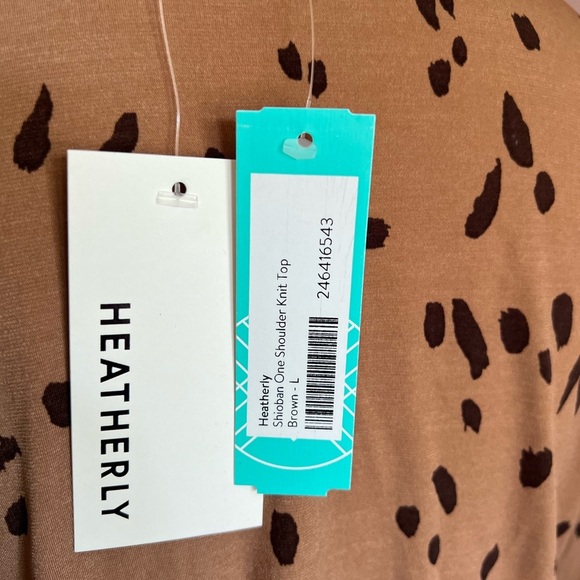 HEATHERLY
Heatherly
Shioban One Shoulder Knit Top
Brown - L
246416543